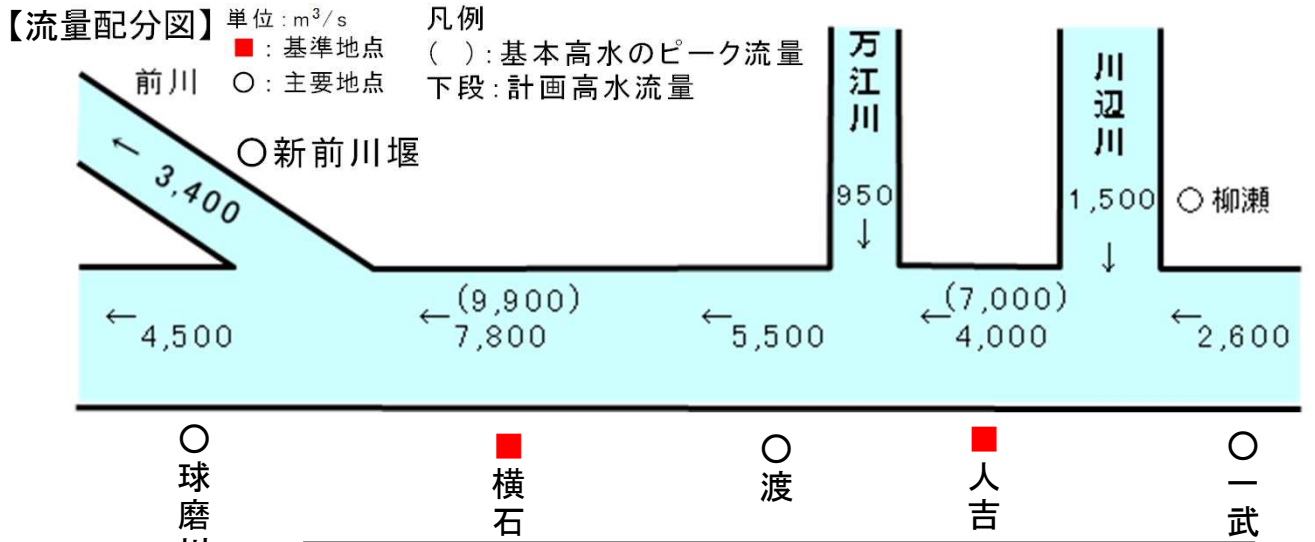 【流量配分図】
単位:m³/s
■:基準地点
○:主要地点
凡例
( ):基本高水のピーク流量
下段:計画高水流量
前川
← 3,400
○新前川堰
万江川
950
↓
川辺川
1,500
↓
○柳瀬
←4,500
←(9,900)
7,800
←5,500
←(7,000)
4,000
←2,600
○球磨
■横石
○渡
■人吉
○一武